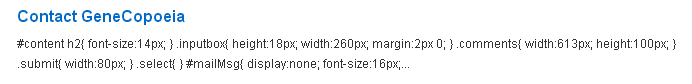 Contact GeneCopoeia
#content h2{ font-size:14px; } .inputbox{ height:18px; width:260px; margin:2px 0; } .comments{ width:613px; height:100px; }
.submit{ width:80px; } .select{ } #mailMsg{ display:none; font-size:16px;...